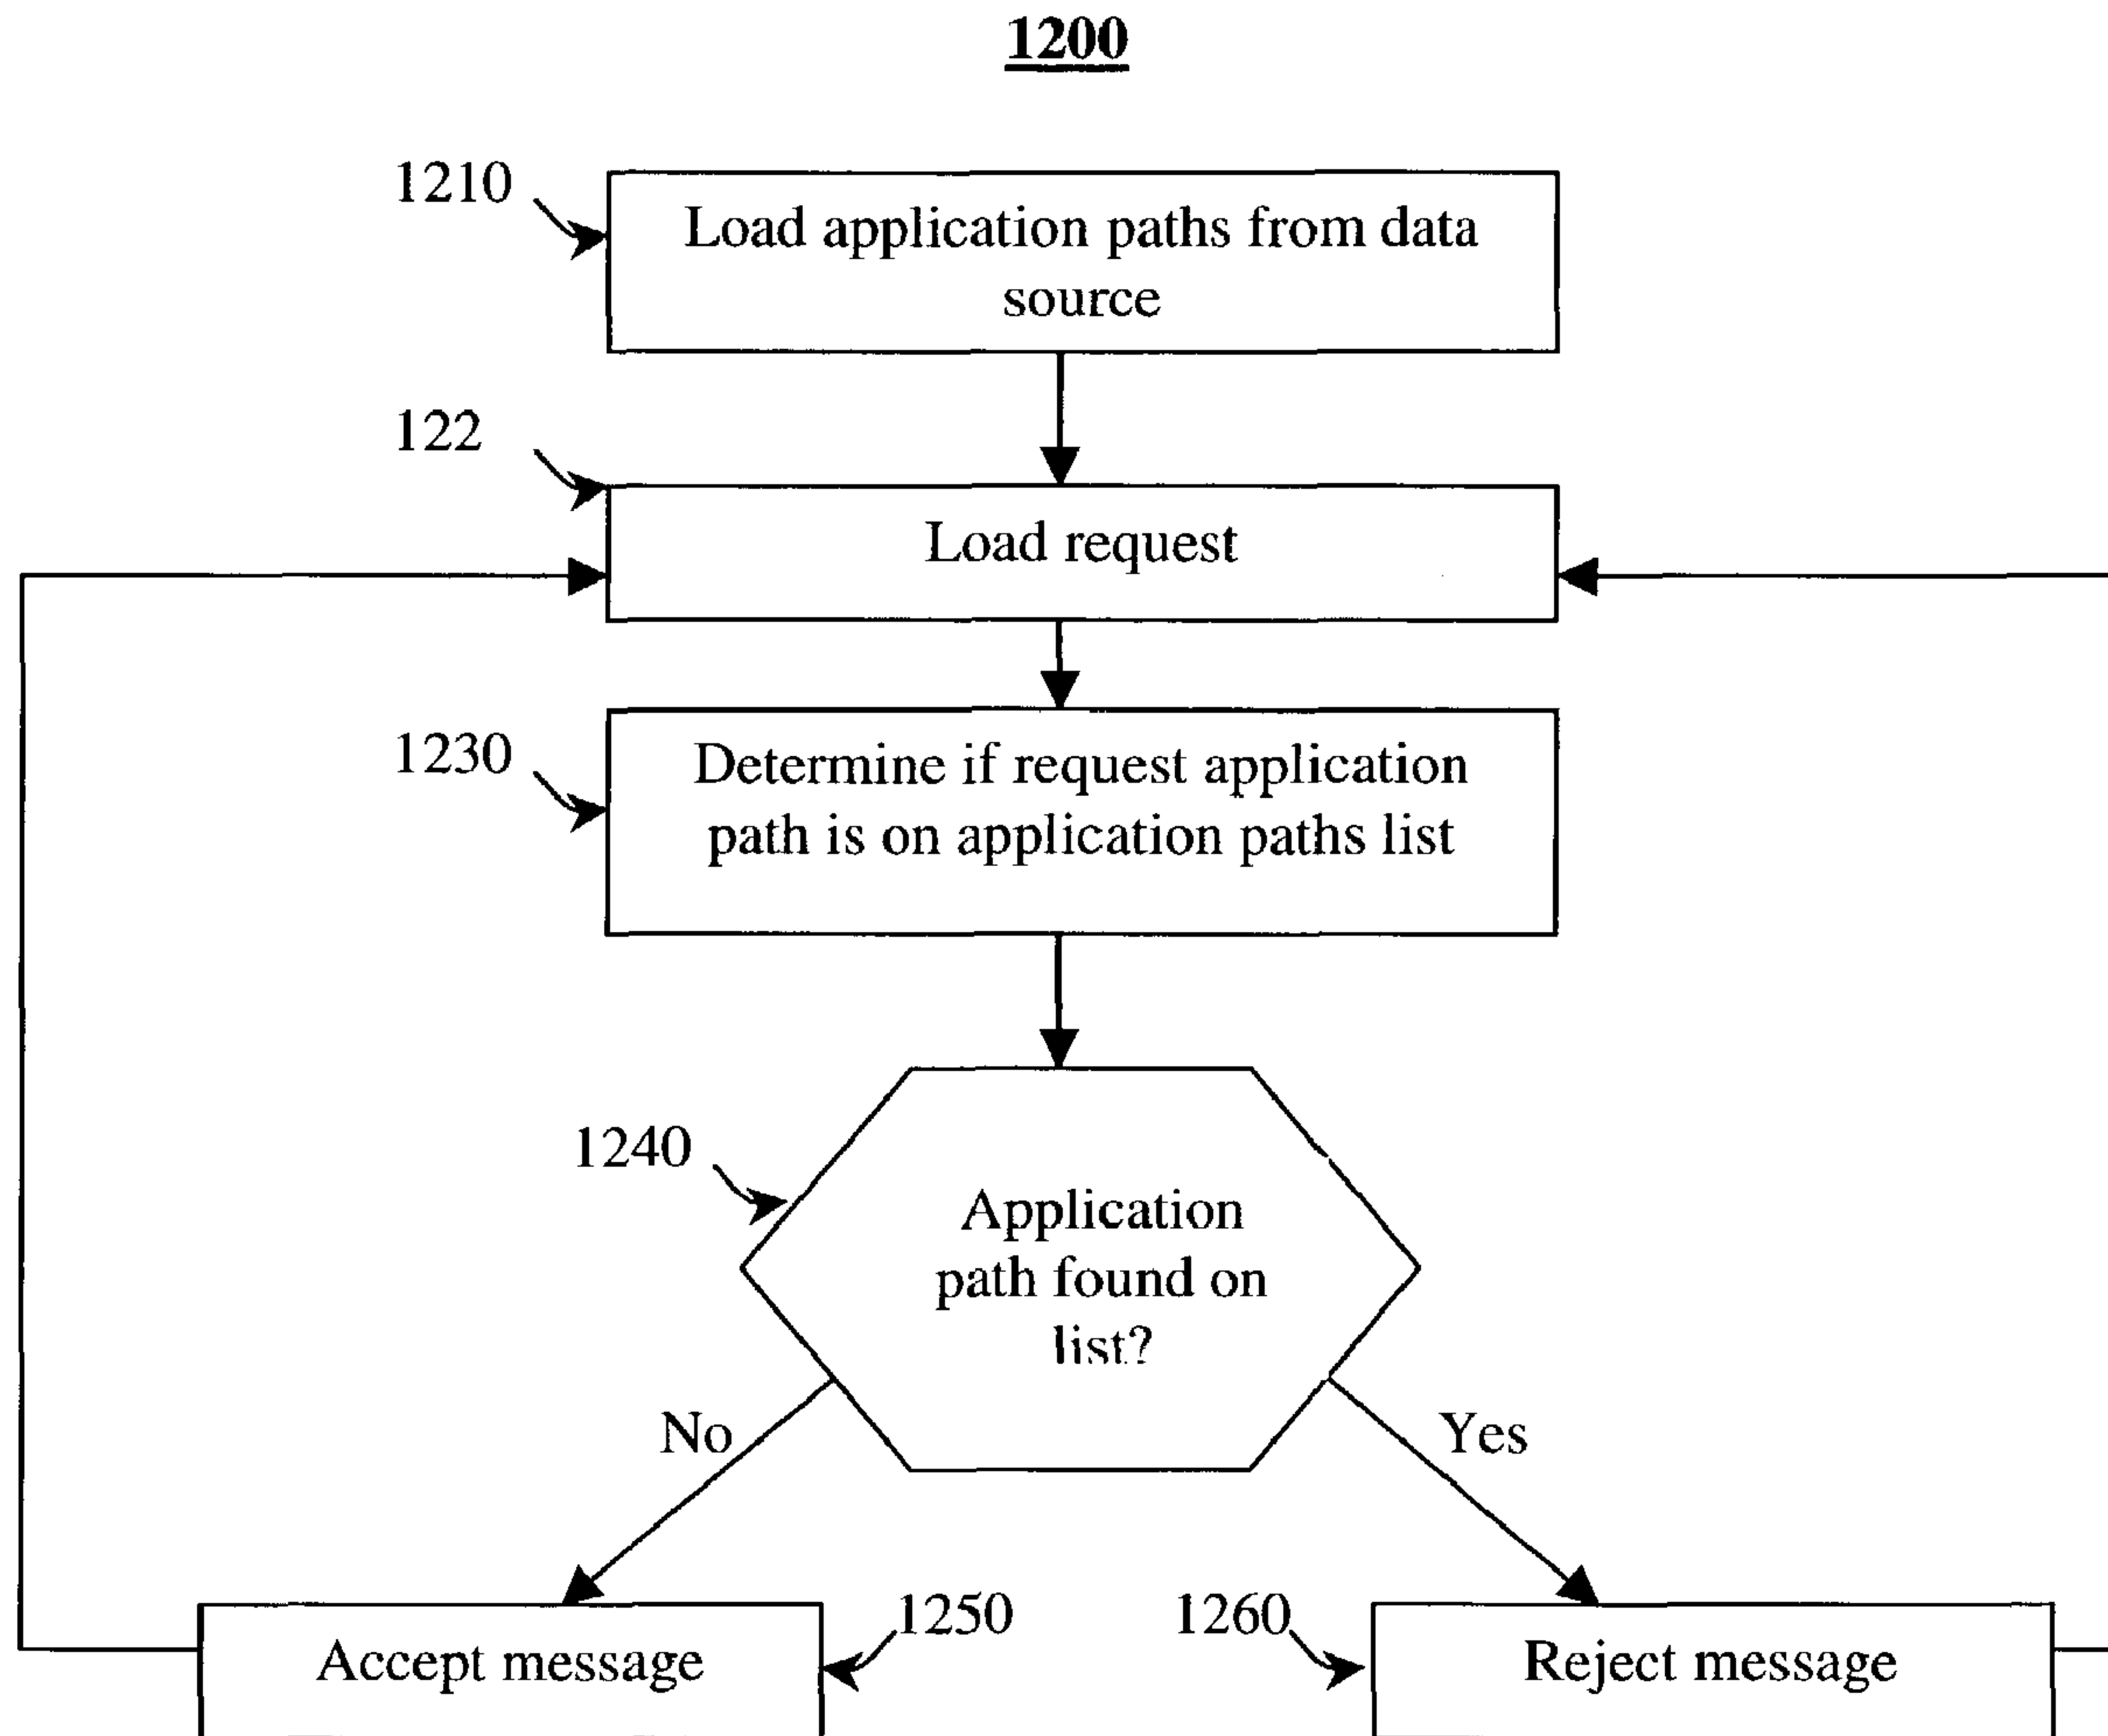 1200
1210
Load application paths from data
source
122
Load request
1230
Determine if request application
path is on application paths list
1240
Application
path found on
list?
No
Yes
1250
1260
Accept message
Reject message